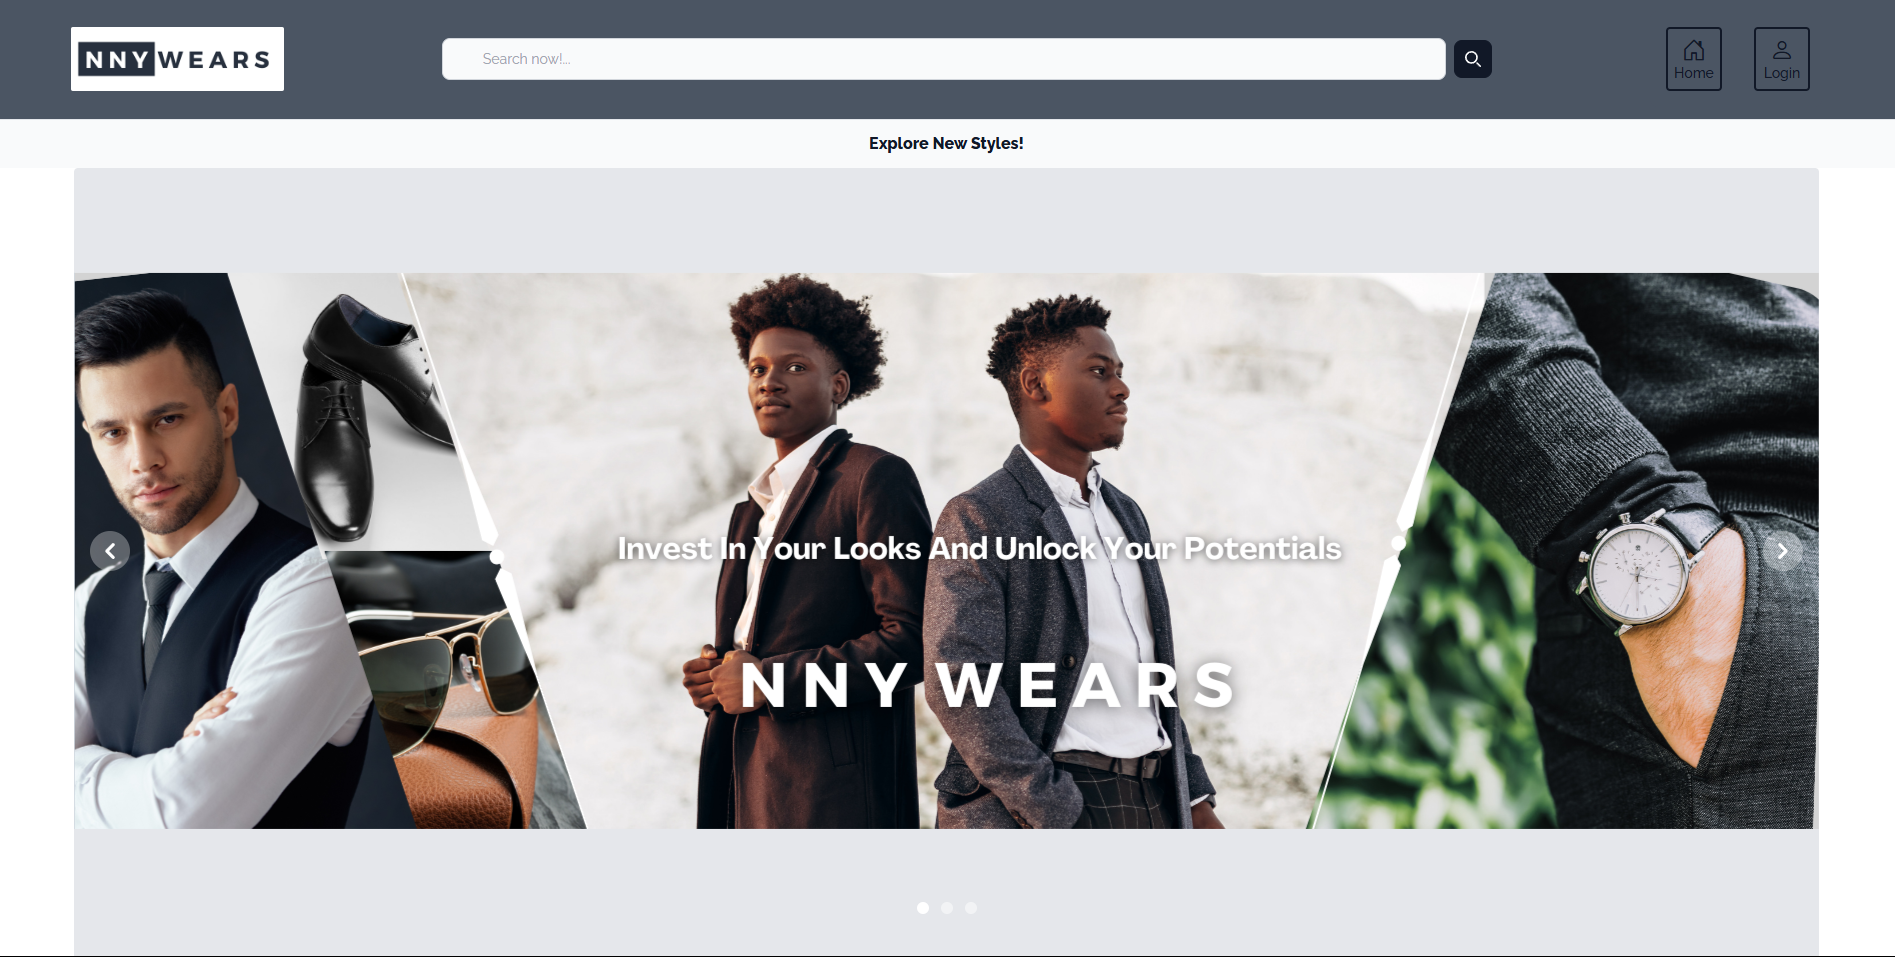 NNY WEARS
Search now!...
Home
Login
Explore New Styles!
Invest In Your Looks And Unlock Your Potentials
NNY WEARS